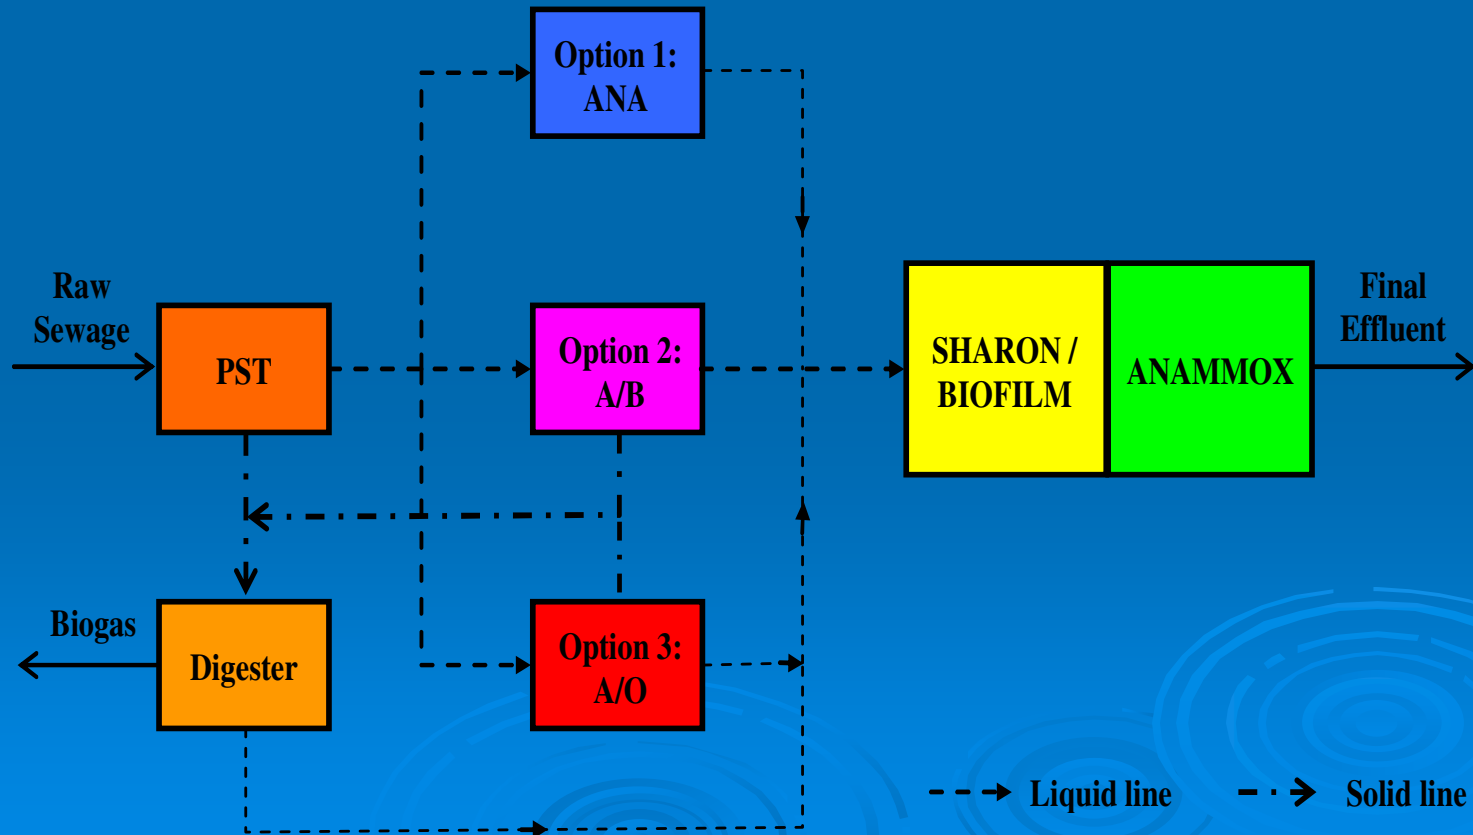 Option 1:
ANA
Raw
Sewage
PST
Option 2:
A/B
SHARON /
BIOFILM
ANAMMOX
Final
Effluent
Biogas
Digester
Option 3:
A/O
Liquid line
Solid line